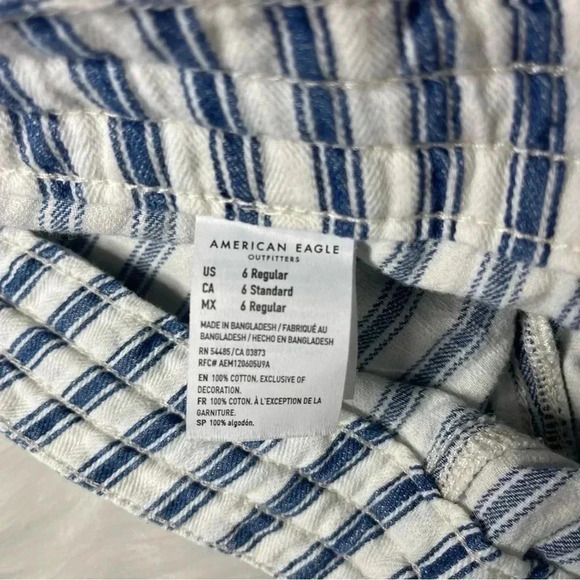 AMERICAN EAGLE
OUTFITTERS
US 6 Regular
CA 6 Standard
MX 6 Regular
MADE IN BANGLADESH / FABRIQUÉ AU
BANGLADESH / HECHO EN BANGLADESH
RN 54485/CA 03873
RFC# AEM120605U9A
EN 100% COTTON, EXCLUSIVE OF
DECORATION.
FR 100% COTON, À L'EXCEPTION DE LA
GARNITURE.
SP 100% algodón.